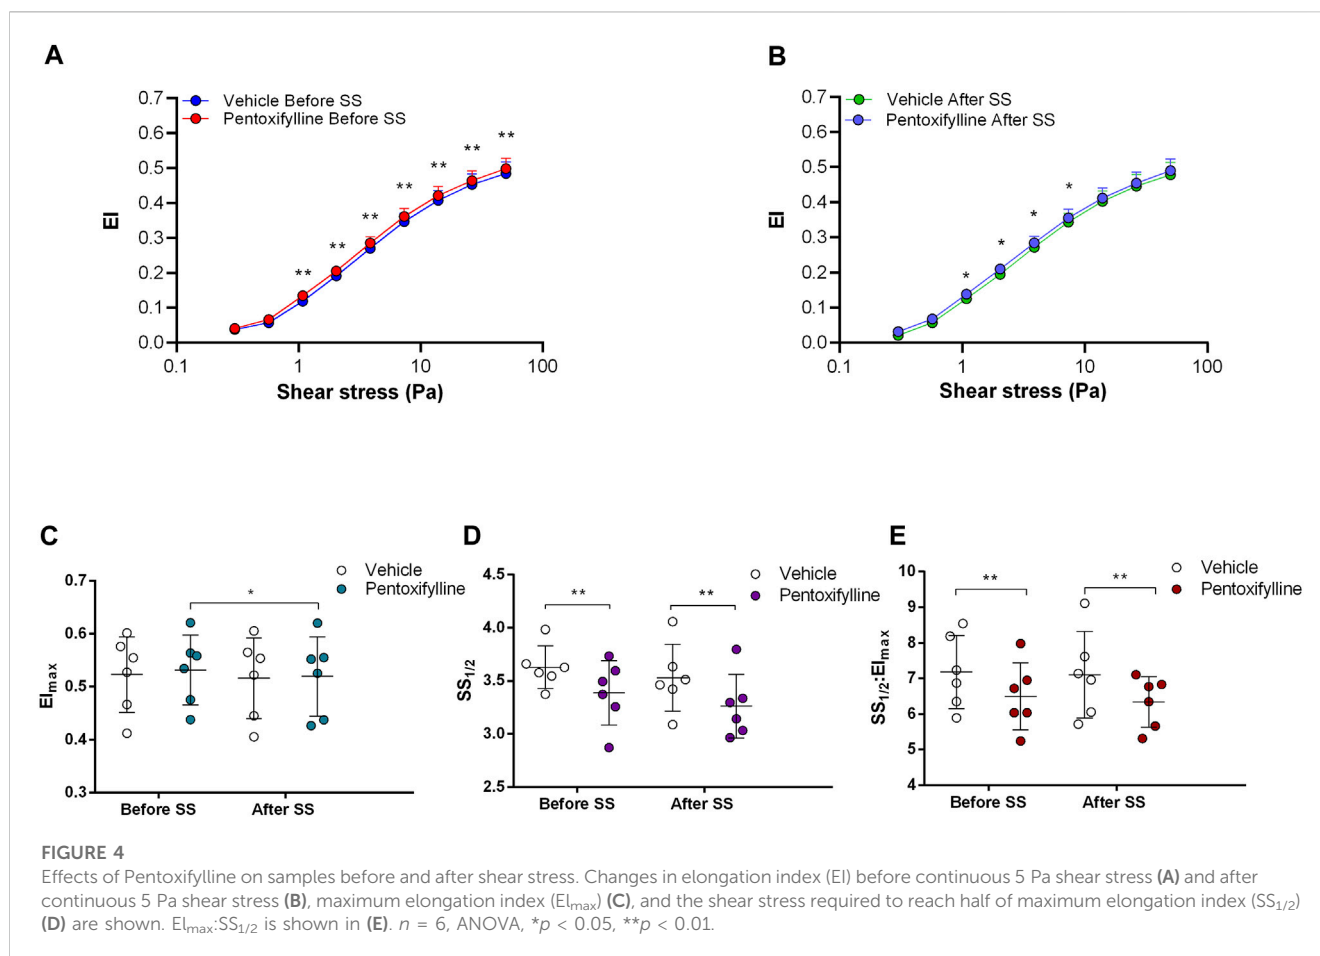 A
0.7
0.6
0.5
0.4
0.3
0.2
0.1
0.0
EI
Vehicle Before SS
Pentoxifylline Before SS
**
**
**
**
**
**
**
0.1
1
10
100
Shear stress (Pa)
B
0.7
0.6
0.5
0.4
0.3
0.2
0.1
0.0
EI
Vehicle After SS
Pentoxifylline After SS
*
*
*
*
0.1
1
10
100
Shear stress (Pa)
C
Vehicle
Pentoxifylline
0.7
0.6
0.5
0.4
0.3
EImax
*
Before SS
After SS
D
Vehicle
Pentoxifylline
4.5
4.0
3.5
3.0
2.5
SS1/2
**
**
Before SS
After SS
E
Vehicle
Pentoxifylline
10
9
8
7
6
5
4
SS1/2:EImax
**
**
Before SS
After SS
FIGURE 4
Effects of Pentoxifylline on samples before and after shear stress. Changes in elongation index (EI) before continuous 5 Pa shear stress (A) and after
continuous 5 Pa shear stress (B), maximum elongation index (EImax) (C), and the shear stress required to reach half of maximum elongation index (SS1/2)
(D) are shown. EImax:SS1/2 is shown in (E). n = 6, ANOVA, *p < 0.05, **p < 0.01.